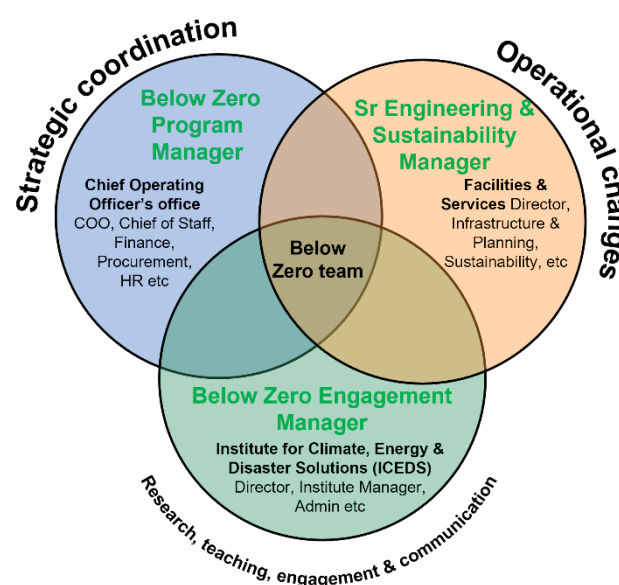 Strategic coordination
Operational changes
Below Zero
Program
Manager
Chief Operating
Officer's office
COO, Chief of Staff,
Finance,
Procurement,
HR etc
Sr Engineering &
Sustainability
Manager
Facilities &
Services Director,
Infrastructure &
Planning,
Sustainability, etc
Below
Zero team
Below Zero Engagement
Manager
Institute for Climate, Energy &
Disaster Solutions (ICEDS)
Director, Institute Manager,
Admin etc
Research, teaching, engagement & communication